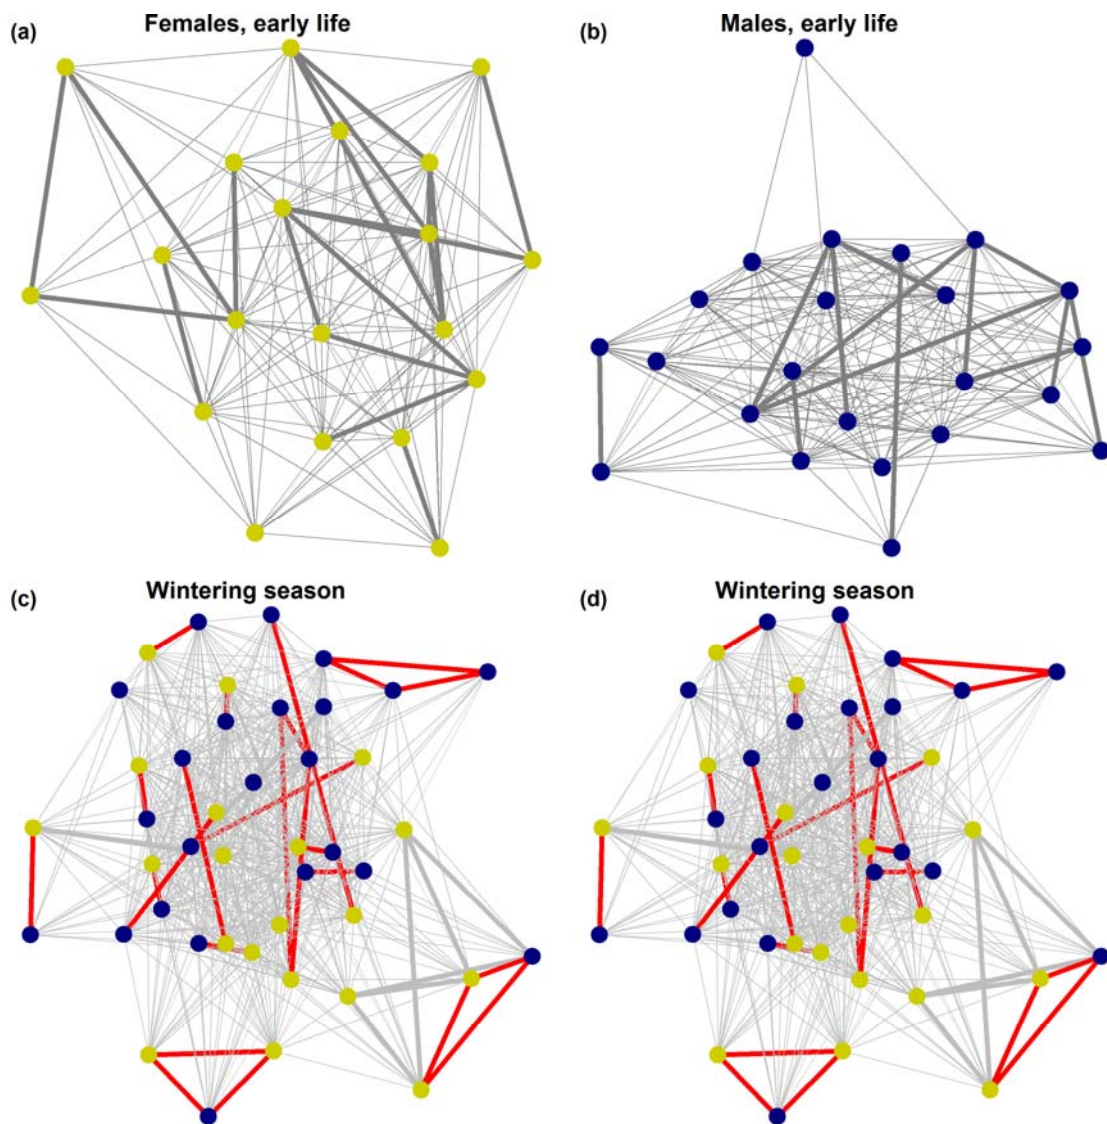 (a) Females, early life
(b) Males, early life
(c) Wintering season
(d) Wintering season